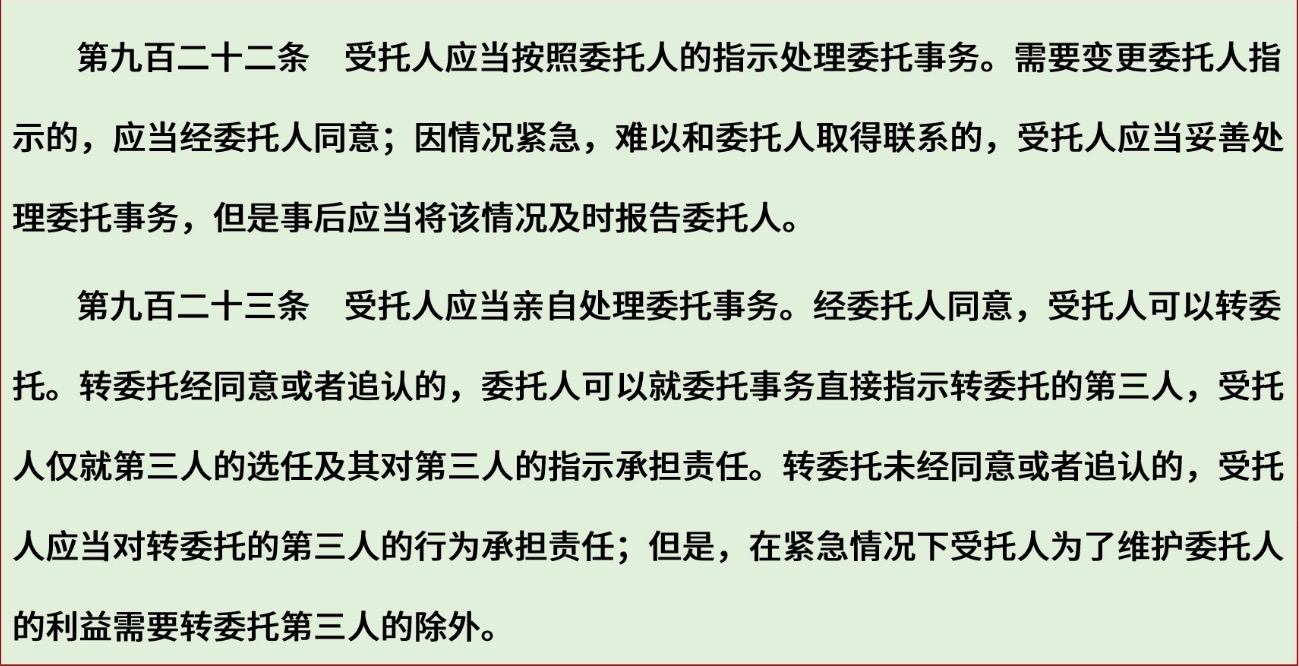 第九百二十二条　受托人应当按照委托人的指示处理委托事务。需要变更委托人指
示的，应当经委托人同意；因情况紧急，难以和委托人取得联系的，受托人应当妥善处
理委托事务，但是事后应当将该情况及时报告委托人。
第九百二十三条　受托人应当亲自处理委托事务。经委托人同意，受托人可以转委
托。转委托经同意或者追认的，委托人可以就委托事务直接指示转委托的第三人，受托
人仅就第三人的选任及其对第三人的指示承担责任。转委托未经同意或者追认的，受托
人应当对转委托的第三人的行为承担责任；但是，在紧急情况下受托人为了维护委托人
的利益需要转委托第三人的除外。